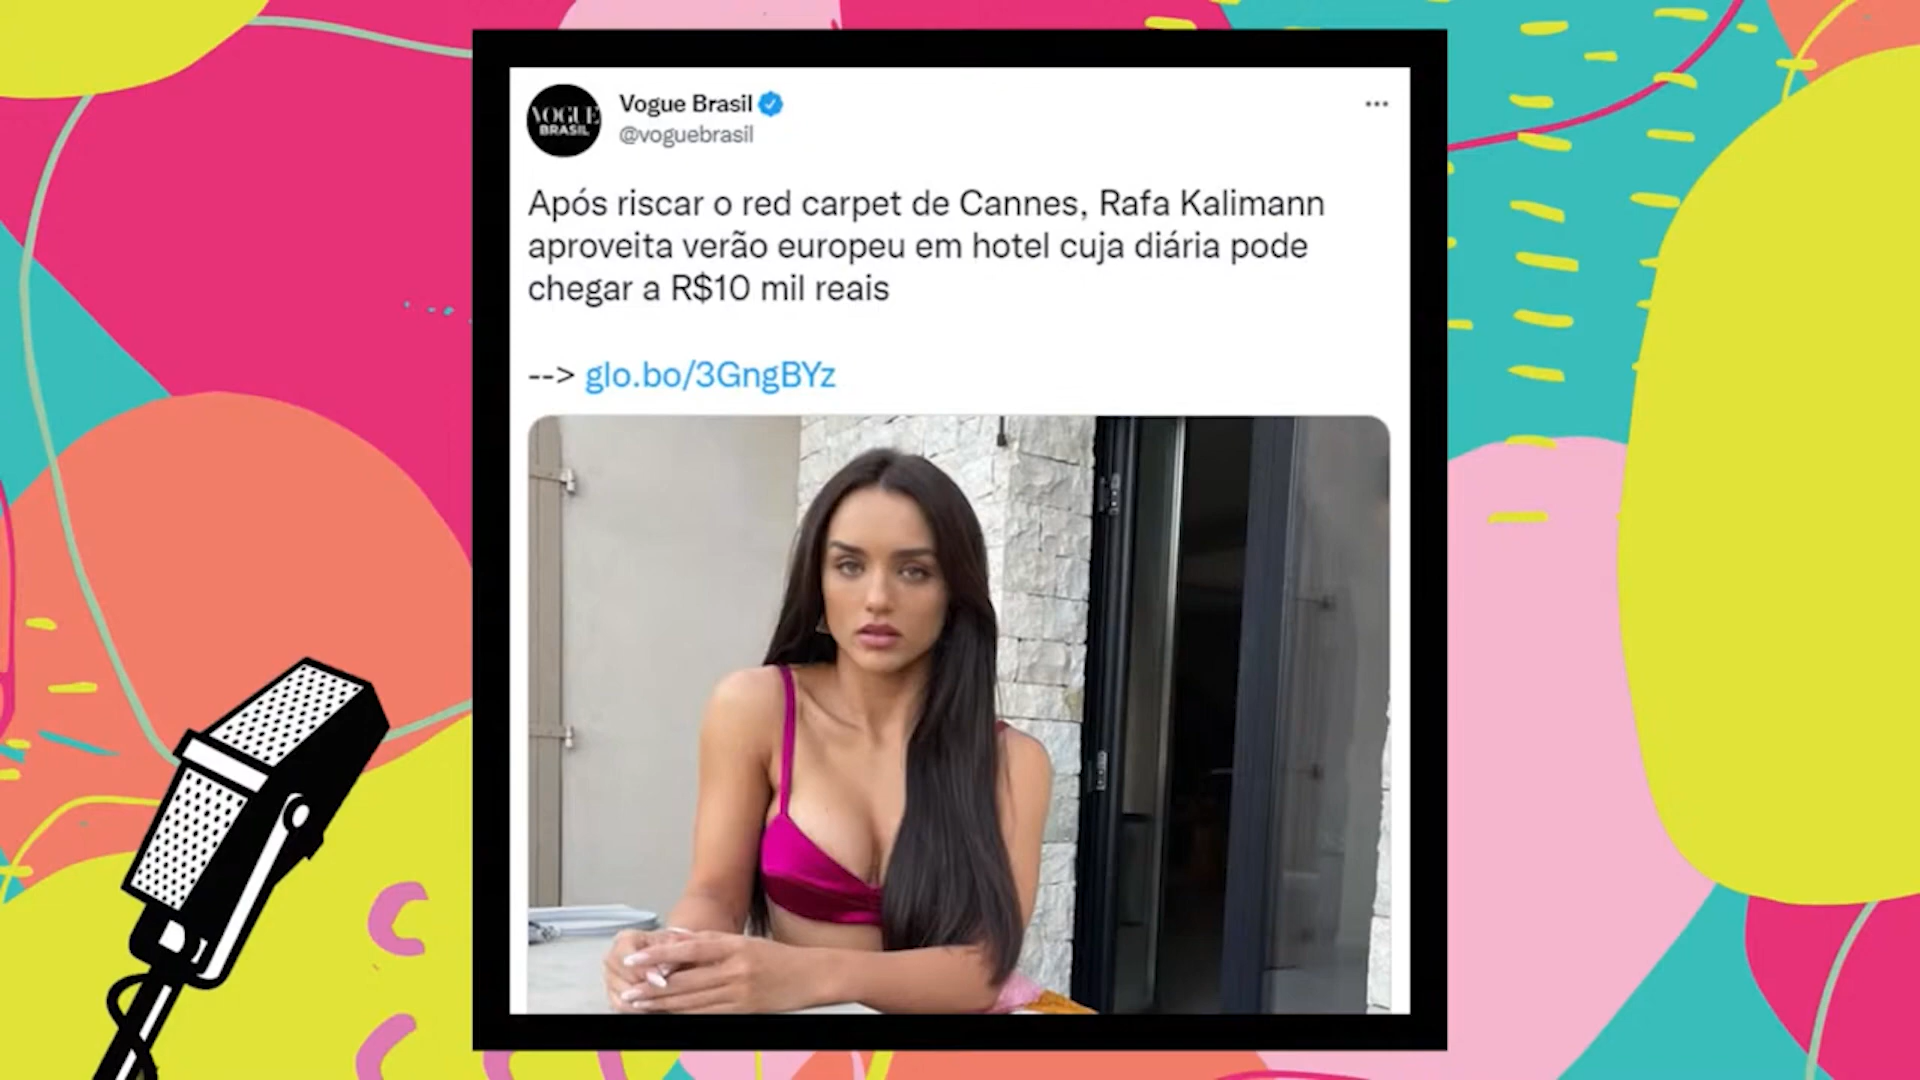 VOGUE
BRASIL
Vogue Brasil
@voguebrasil
Após riscar o red carpet de Cannes, Rafa Kalimann
aproveita verão europeu em hotel cuja diária pode
chegar a R$10 mil reais
--> glo.bo/3GngBYz